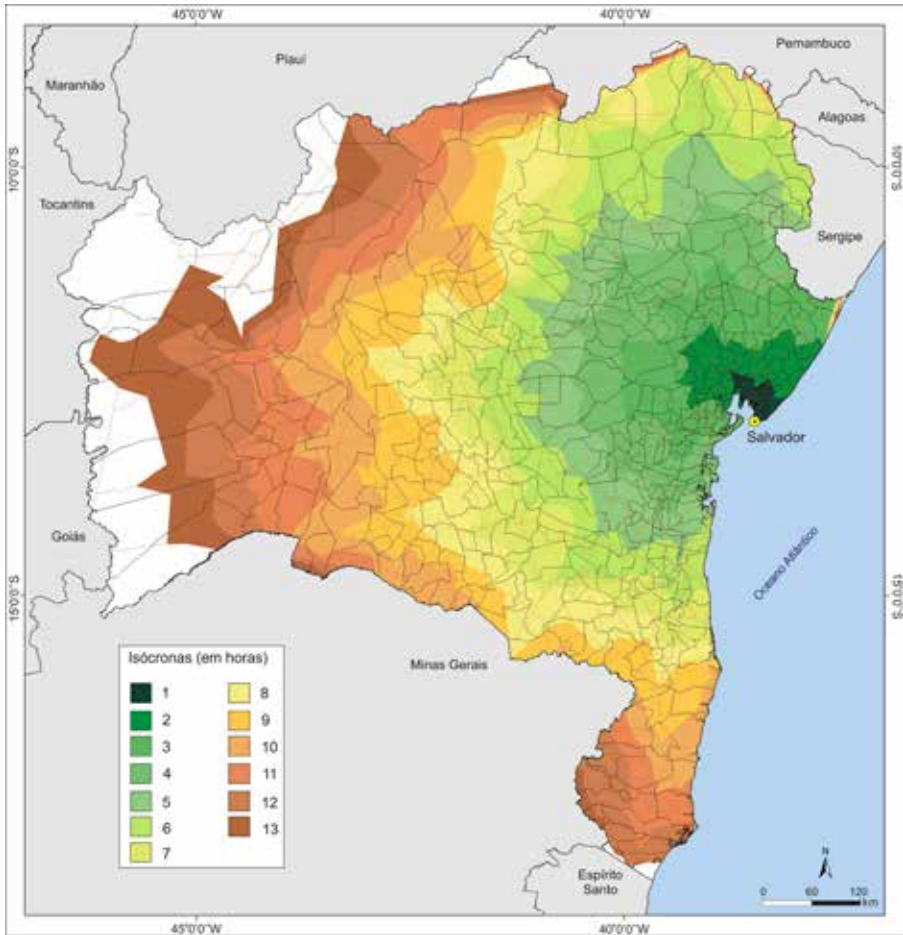 45°0'0"W
40°0'0"W
Piauí
Pernambuco
Maranhão
Alagoas
10°0'0"S
10°0'0"S
Tocantins
Sergipe
Salvador
Goiás
Oceano Atlântico
15°0'0"S
15°0'0"S
Minas Gerais
Isócronas (em horas)
1
2
3
4
5
6
7
8
9
10
11
12
13
Espírito
Santo
N
0 60 120
km
45°0'0"W
40°0'0"W